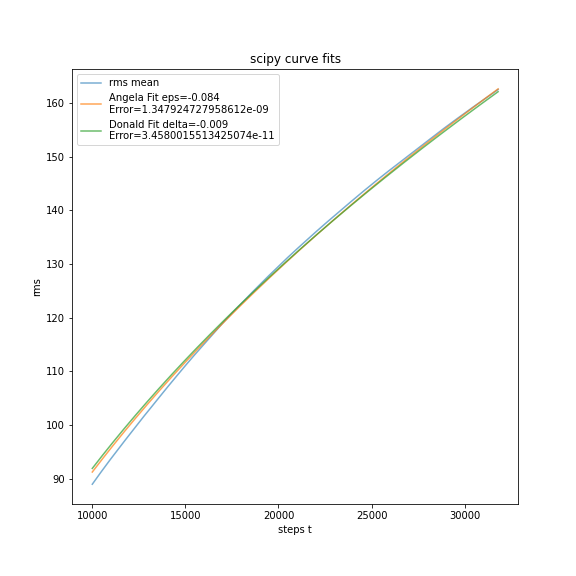 scipy curve fits
rms mean
Angela Fit eps=-0.084
Error=1.347924727958612e-09
Donald Fit delta=-0.009
Error=3.4580015513425074e-11
160
150
140
130
120
110
100
90
rms
10000 15000 20000 25000 30000
steps t